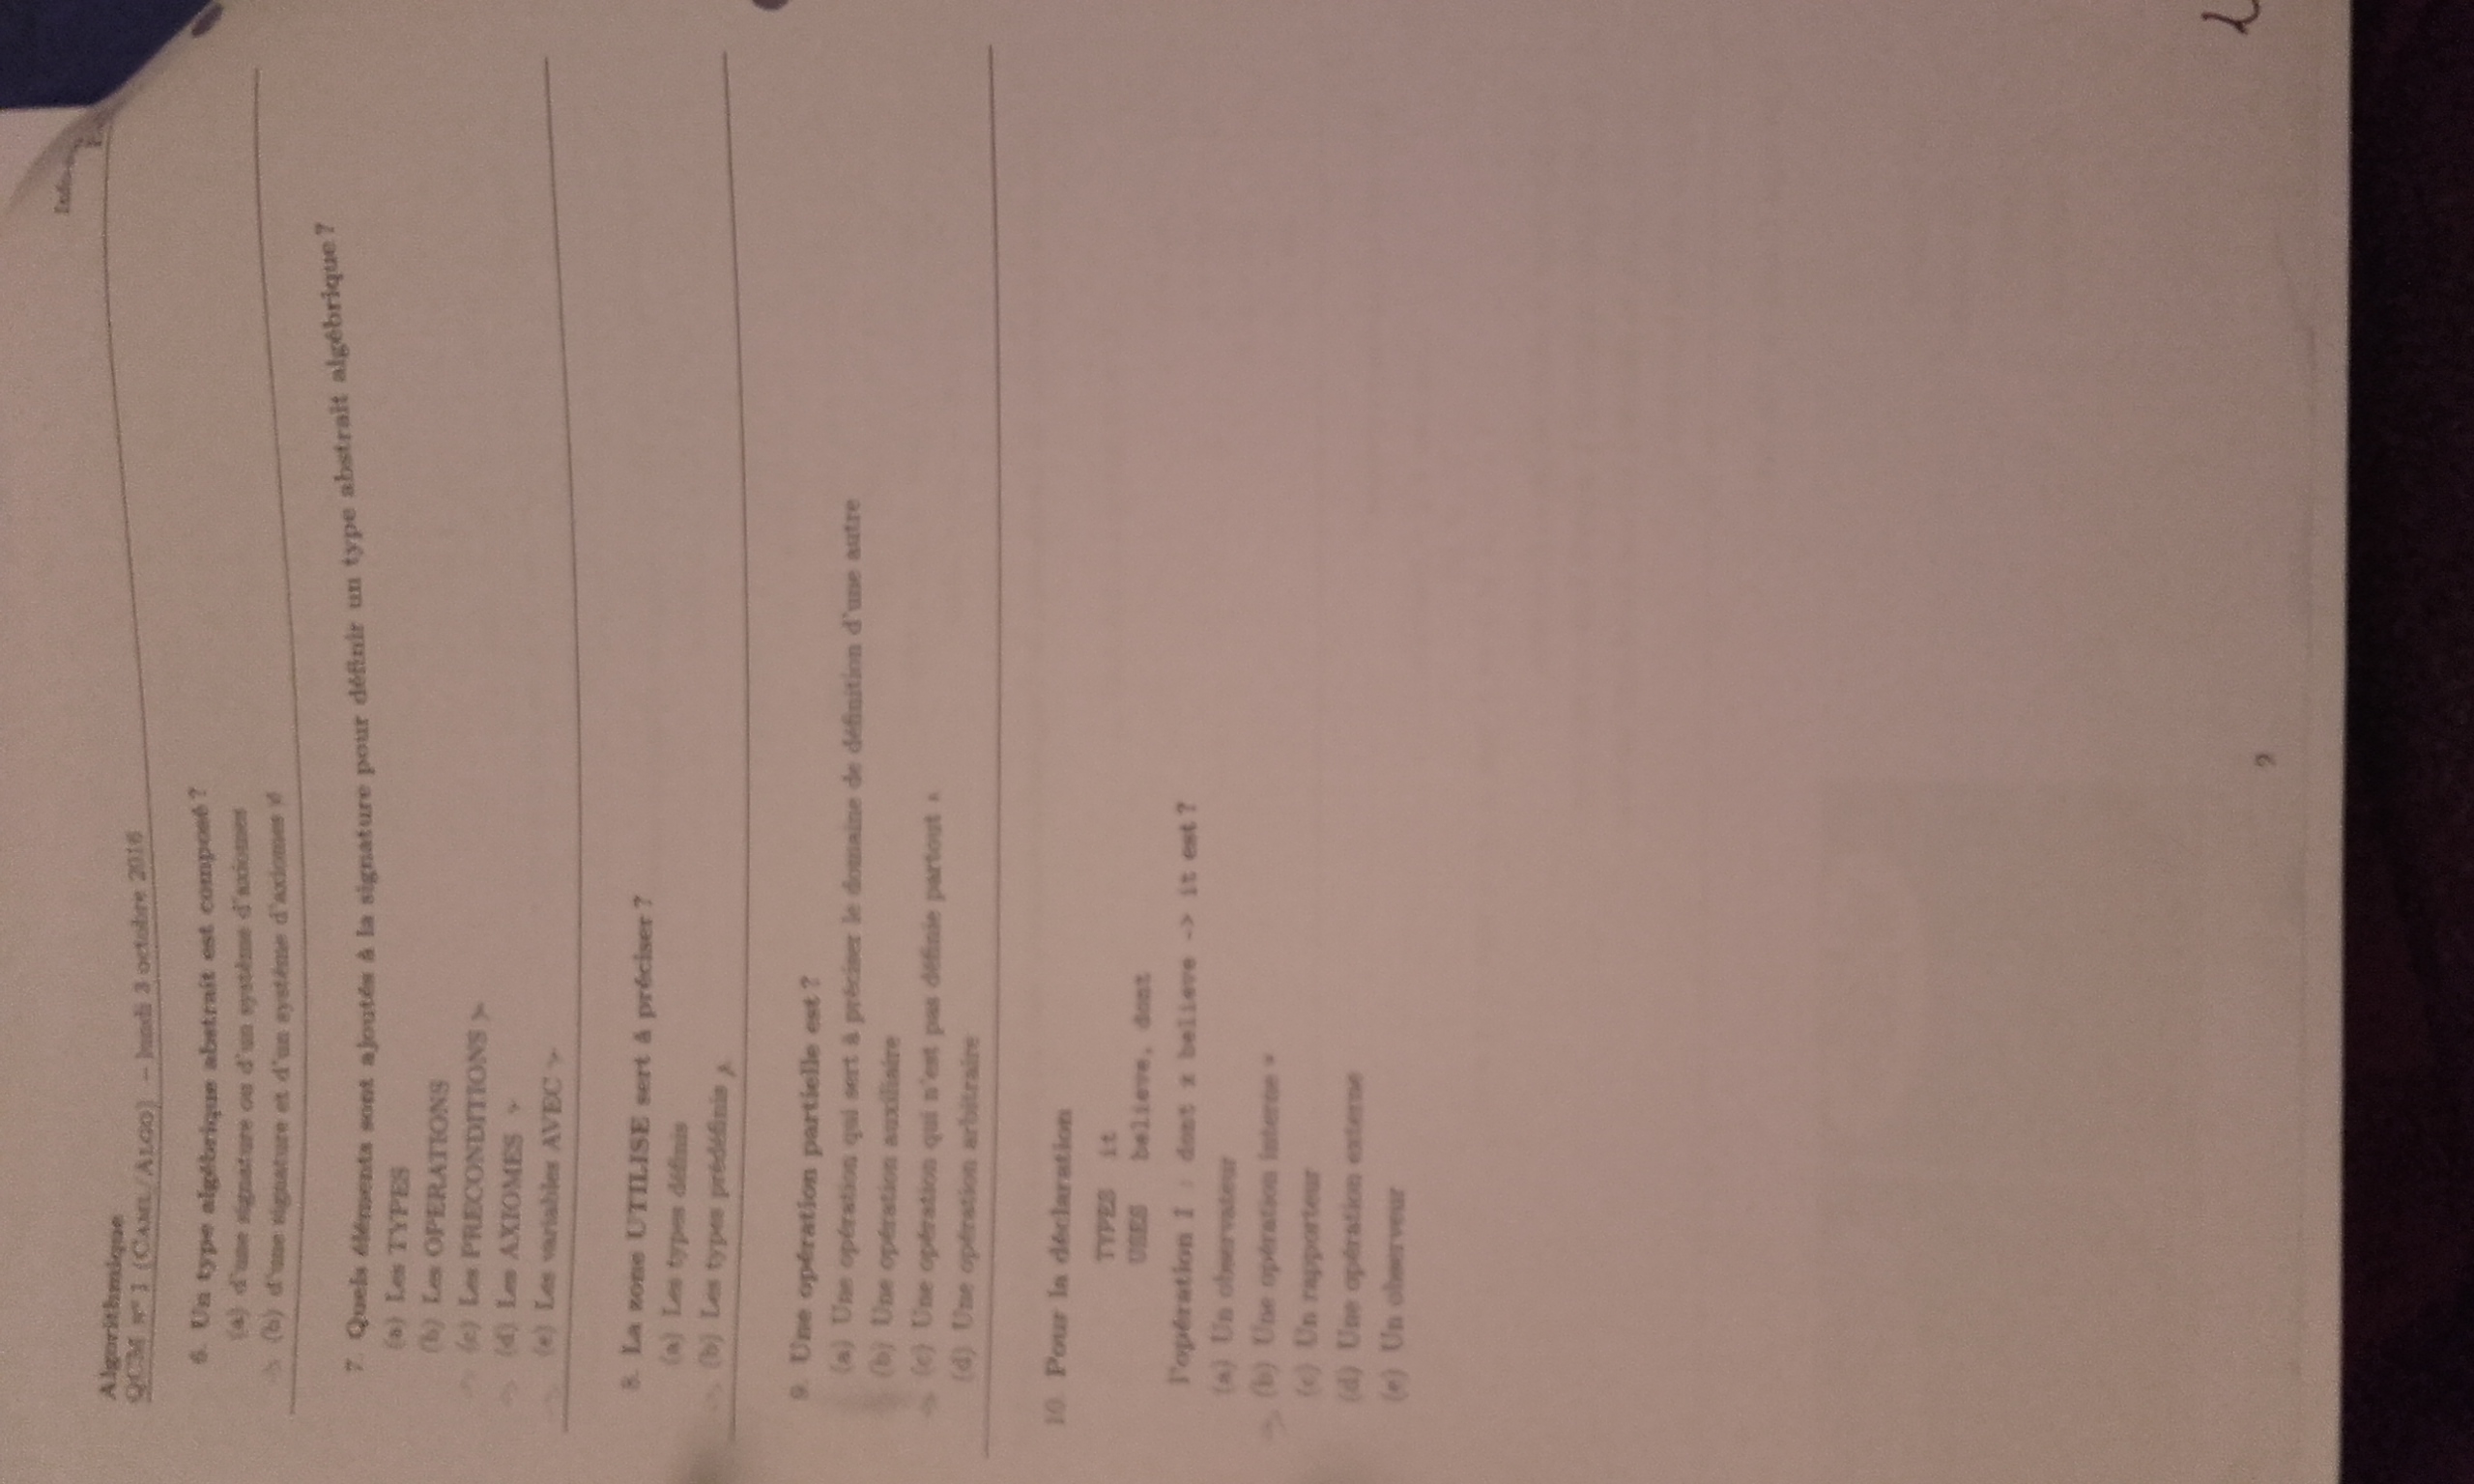 Algorithmique
QCM n° 1 (CAML/ALGO) – lundi 3 octobre 2016
6. Un type algébrique abstrait est composé ?
(a) d'une signature ou d'un système d'axiomes
(b) d'une signature et d'un système d'axiomes
7. Quels éléments sont ajoutés à la signature pour définir un type abstrait algébrique ?
(a) Les TYPES
(b) Les OPERATIONS
(c) Les PRECONDITIONS
(d) Les AXIOMES
(e) Les variables AVEC
8. La zone UTILISE sert à préciser ?
(a) Les types définis
(b) Les types prédéfinis
9. Une opération partielle est ?
(a) Une opération qui sert à préciser le domaine de définition d'une autre
(b) Une opération auxiliaire
(c) Une opération qui n'est pas définie partout
(d) Une opération arbitraire
10. Pour la déclaration
TYPES it
USES believe, dont
l'opération I : dont x believe -> it est ?
(a) Un observateur
(b) Une opération interne
(c) Un rapporteur
(d) Une opération externe
(e) Un observeur
2